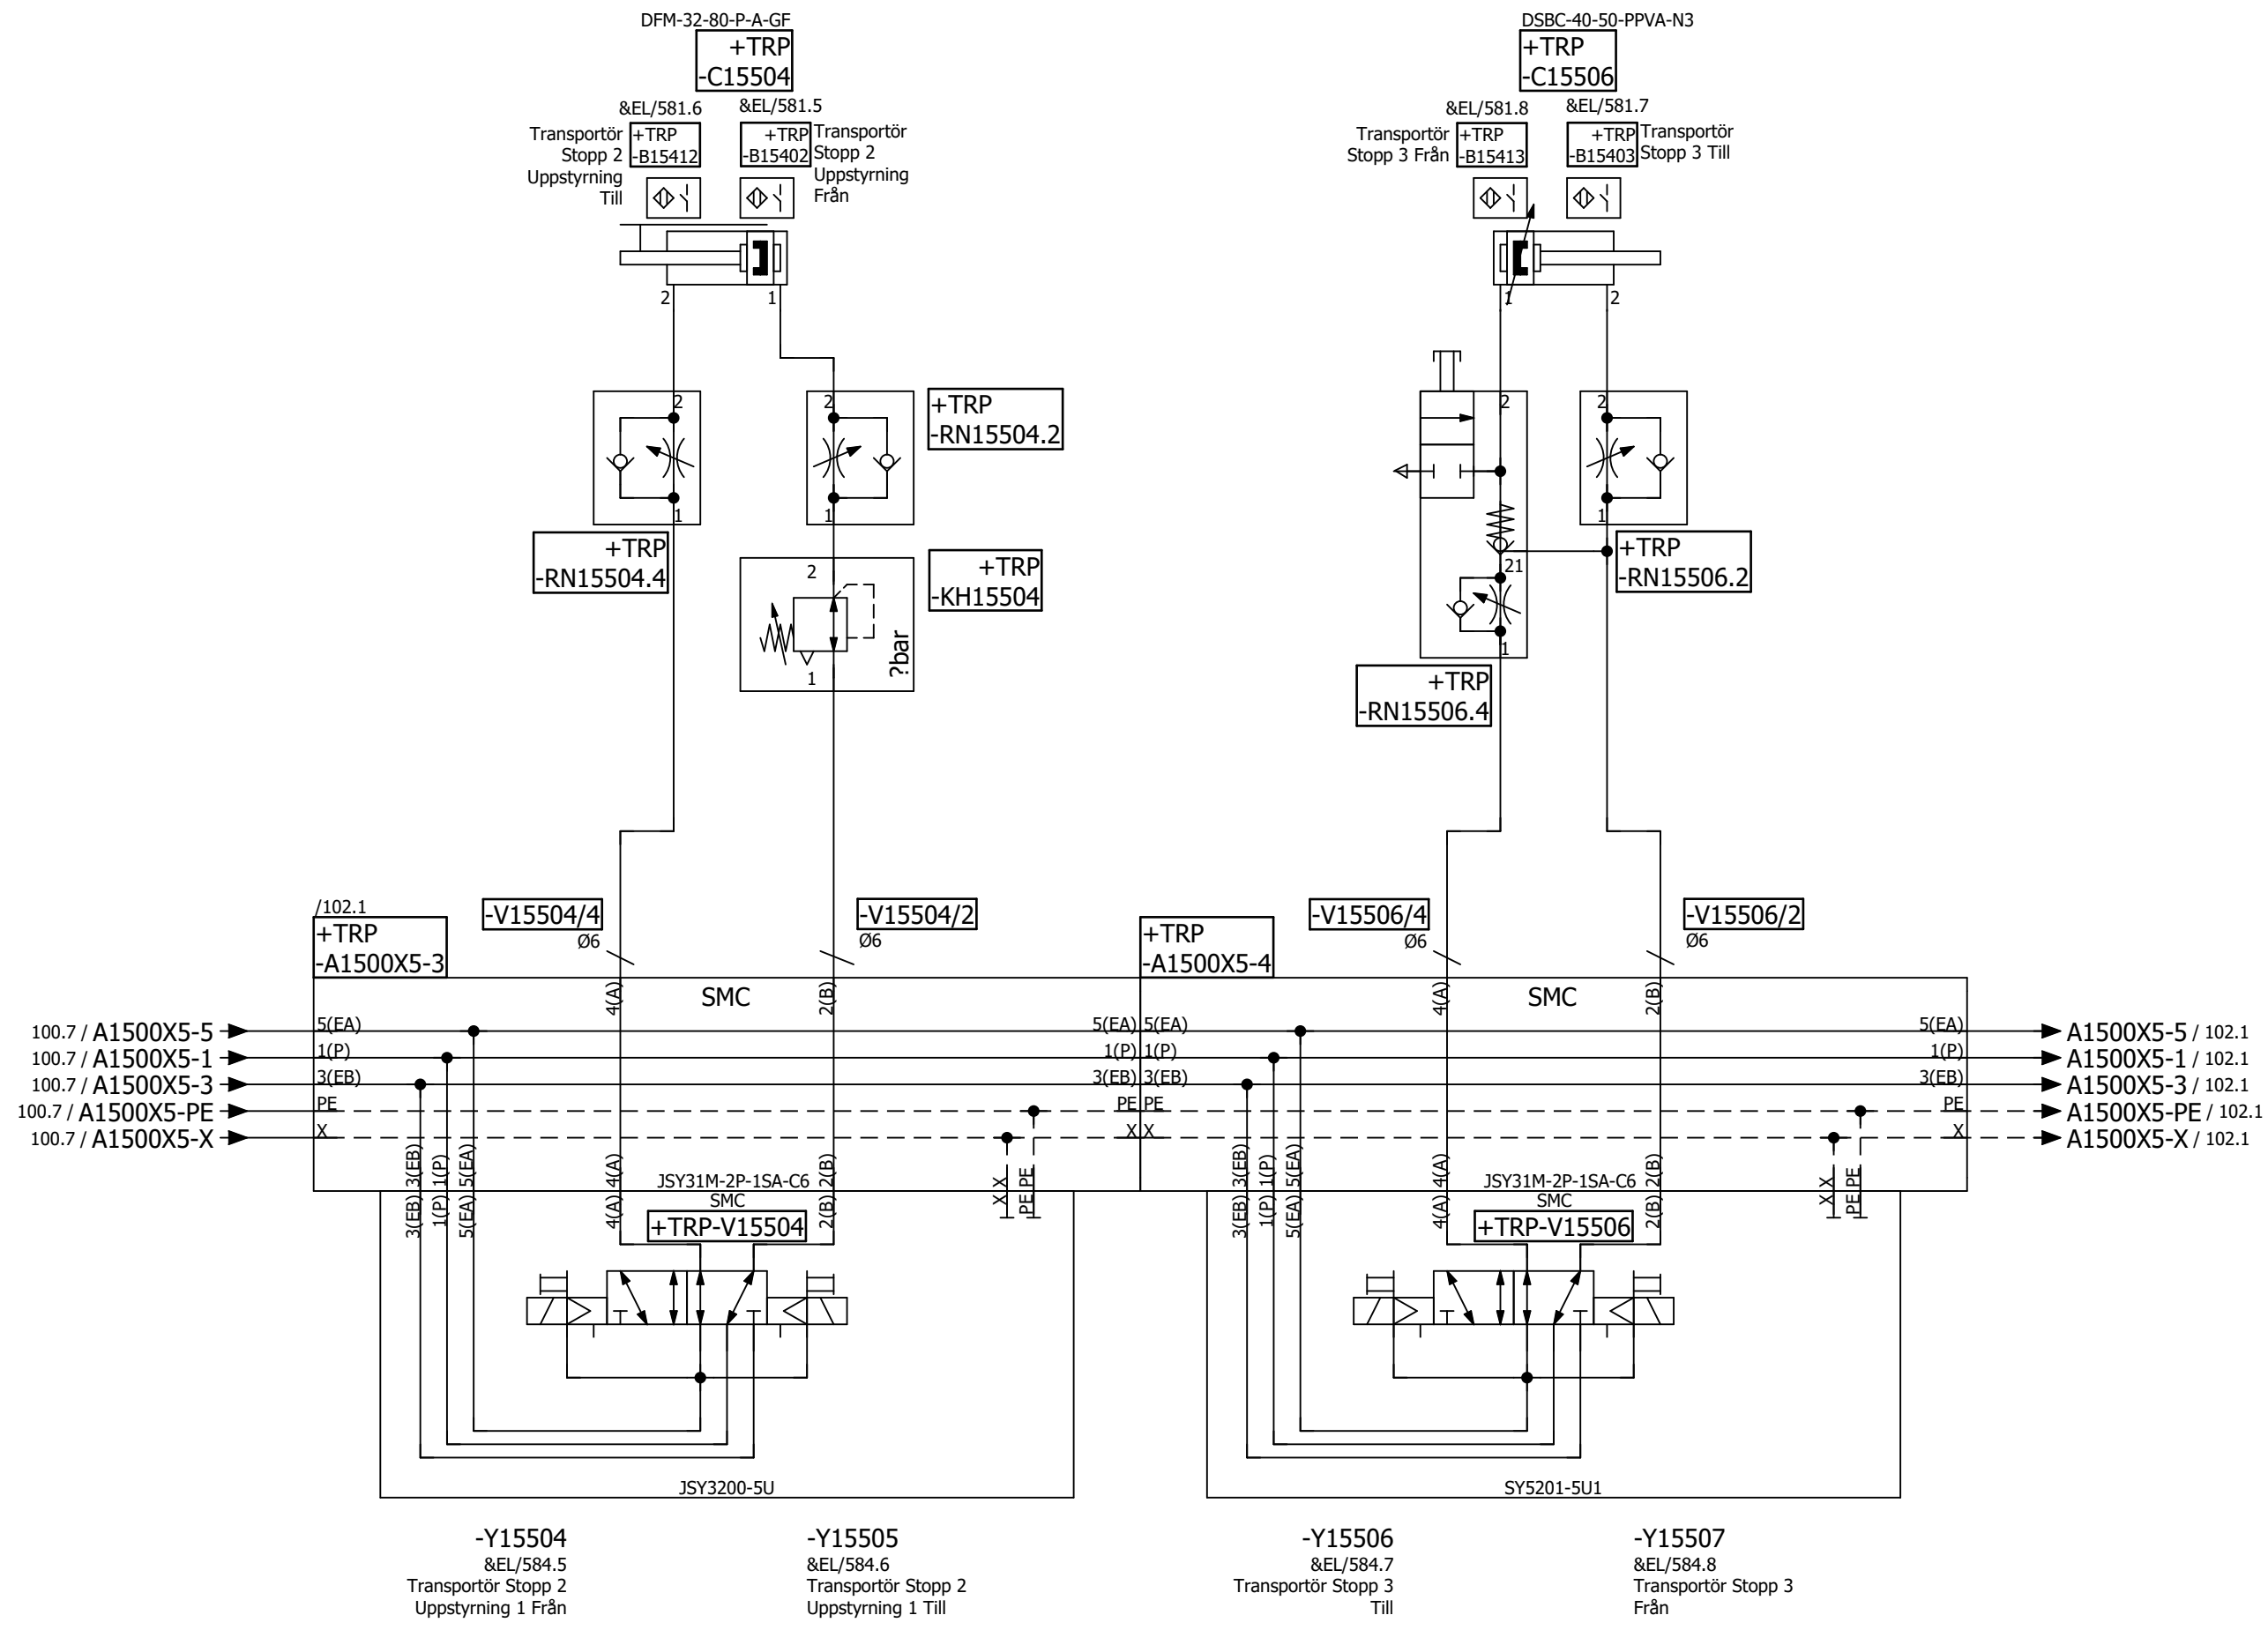 DFM-32-80-P-A-GF
+TRP
-C15504
&EL/581.6
&EL/581.5
Transportör
Stopp 2
Uppstyrning
Till
+TRP
-B15412
+TRP
-B15402
Transportör
Stopp 2
Uppstyrning
Från
2
1
2
1
+TRP
-RN15504.4
2
1
+TRP
-RN15504.2
2
1
?bar
+TRP
-KH15504
DSBC-40-50-PPVA-N3
+TRP
-C15506
&EL/581.8
&EL/581.7
Transportör
Stopp 3 Från
+TRP
-B15413
+TRP
-B15403
Transportör
Stopp 3 Till
1
2
2
21
1
+TRP
-RN15506.4
2
1
+TRP
-RN15506.2
/102.1
+TRP
-A1500X5-3
-V15504/4
Ø6
-V15504/2
Ø6
+TRP
-A1500X5-4
-V15506/4
Ø6
-V15506/2
Ø6
4(A)
SMC
2(B)
4(A)
SMC
2(B)
100.7 / A1500X5-5
5(EA)
5(EA)
5(EA)
5(EA)
A1500X5-5 / 102.1
100.7 / A1500X5-1
1(P)
1(P)
1(P)
1(P)
A1500X5-1 / 102.1
100.7 / A1500X5-3
3(EB)
3(EB)
3(EB)
3(EB)
A1500X5-3 / 102.1
100.7 / A1500X5-PE
PE
PE
PE
PE
A1500X5-PE / 102.1
100.7 / A1500X5-X
X
X
X
X
A1500X5-X / 102.1
3(EB) 3(EB)
1(P) 1(P)
5(EA) 5(EA)
4(A) 4(A)
JSY31M-2P-1SA-C6
SMC
2(B) 2(B)
X X
PE PE
+TRP-V15504
JSY3200-5U
3(EB) 3(EB)
1(P) 1(P)
5(EA) 5(EA)
4(A) 4(A)
JSY31M-2P-1SA-C6
SMC
2(B) 2(B)
X X
PE PE
+TRP-V15506
SY5201-5U1
-Y15504
&EL/584.5
Transportör Stopp 2
Uppstyrning 1 Från
-Y15505
&EL/584.6
Transportör Stopp 2
Uppstyrning 1 Till
-Y15506
&EL/584.7
Transportör Stopp 3
Till
-Y15507
&EL/584.8
Transportör Stopp 3
Från